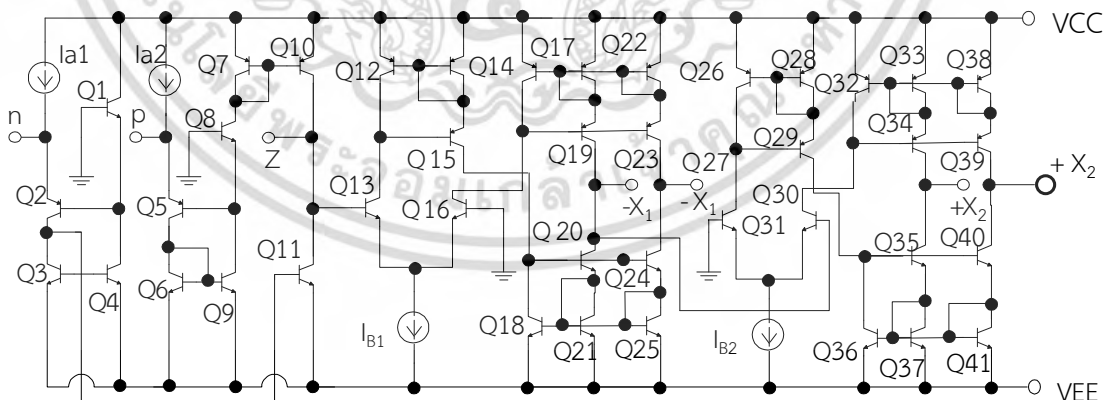 VCC
Ia1
Ia2
Q1
Q7
Q10
Q12
Q14
Q17
Q22
Q26
Q28
Q32
Q33
Q38
n
p
Q8
Z
Q15
Q19
Q23
Q27
Q29
Q34
Q39
+ X₂
Q2
Q5
Q13
Q16
-X₁
-X₁
Q30
+X₂
Q31
Q3
Q4
Q6
Q9
Q11
Q 20
Q24
Q35
Q40
I_B1
Q18
Q21
Q25
I_B2
Q36
Q37
Q41
VEE